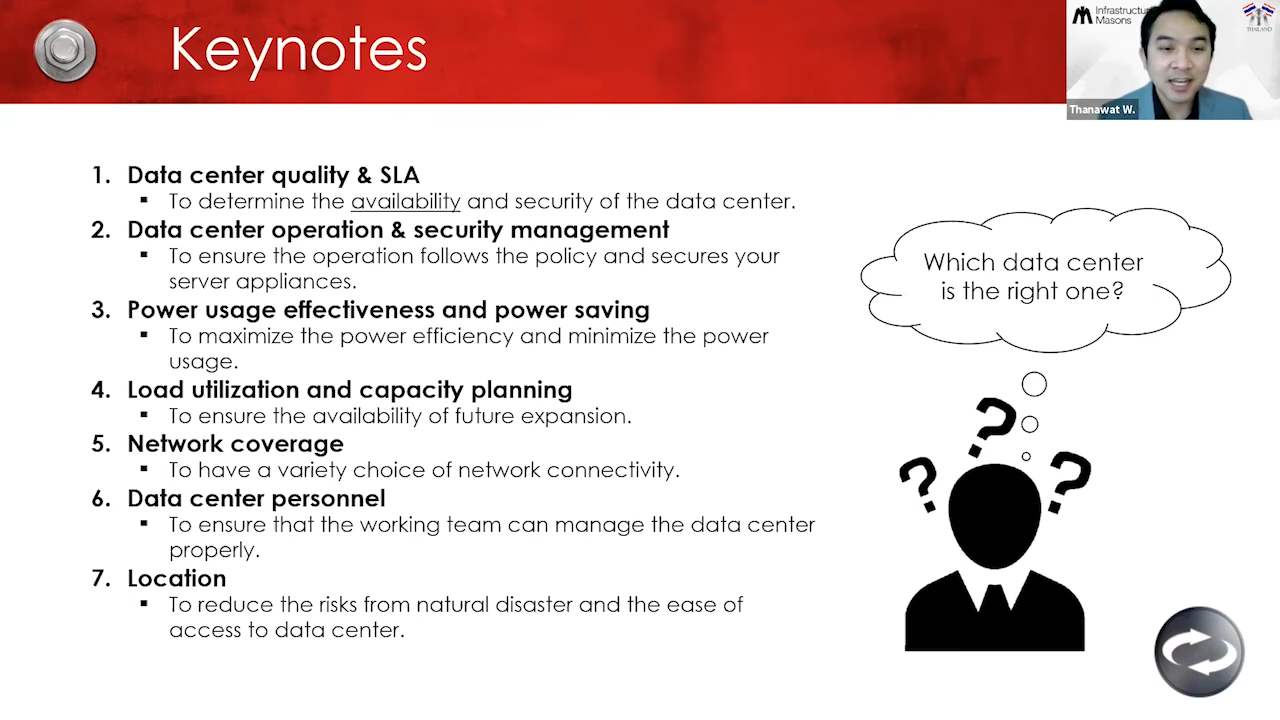 Keynotes
Infrastructure
Masons
THAILAND
Thanawat W.
1. Data center quality & SLA
▪ To determine the availability and security of the data center.
2. Data center operation & security management
▪ To ensure the operation follows the policy and secures your
server appliances.
3. Power usage effectiveness and power saving
▪ To maximize the power efficiency and minimize the power
usage.
4. Load utilization and capacity planning
▪ To ensure the availability of future expansion.
5. Network coverage
▪ To have a variety choice of network connectivity.
6. Data center personnel
▪ To ensure that the working team can manage the data center
properly.
7. Location
▪ To reduce the risks from natural disaster and the ease of
access to data center.
Which data center
is the right one?
? ? ?